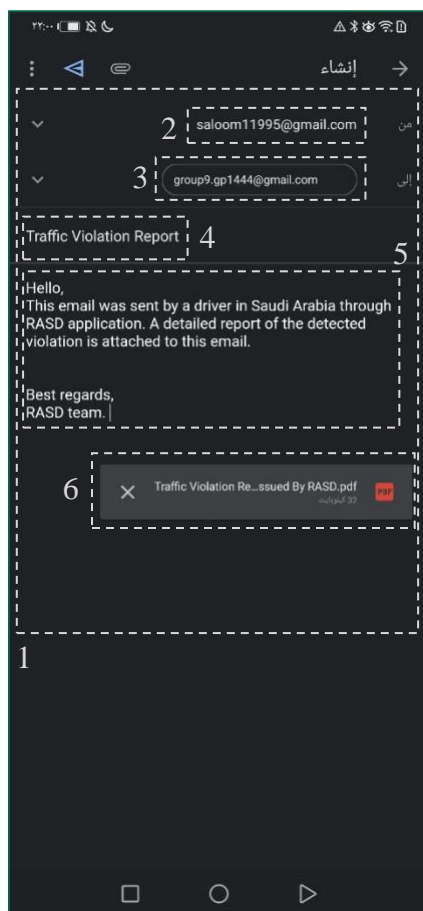 ٢٢:٠٠
إنشاء
من
2
saloom11995@gmail.com
إلى
3
group9.gp1444@gmail.com
Traffic Violation Report
4
5
Hello,
This email was sent by a driver in Saudi Arabia through
RASD application. A detailed report of the detected
violation is attached to this email.
Best regards,
RASD team.
6
Traffic Violation Re...ssued By RASD.pdf
32 كيلوبايت
PDF
1